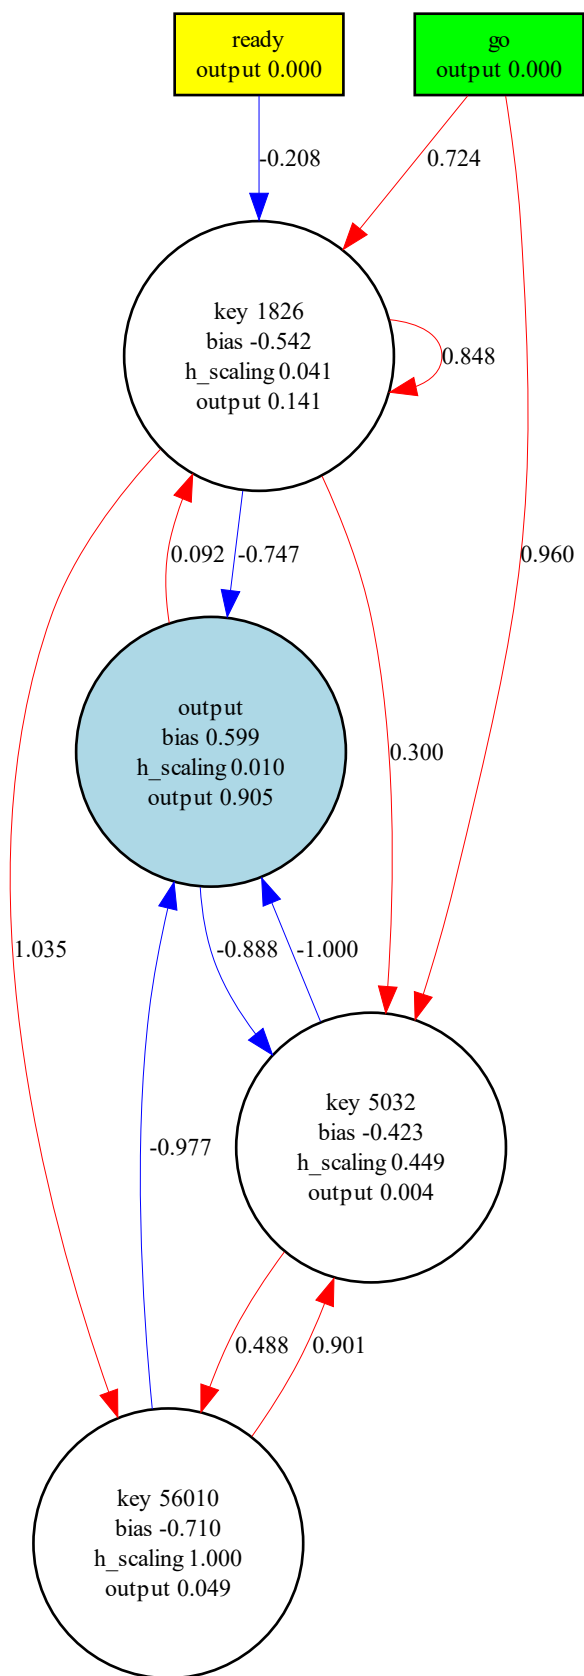 ready
output 0.000
go
output 0.000
-0.208
0.724
key 1826
bias -0.542
h_scaling 0.041
output 0.141
0.848
0.092
-0.747
0.960
output
bias 0.599
h_scaling 0.010
output 0.905
0.300
1.035
-0.888
-1.000
key 5032
bias -0.423
h_scaling 0.449
output 0.004
-0.977
0.488
0.901
key 56010
bias -0.710
h_scaling 1.000
output 0.049